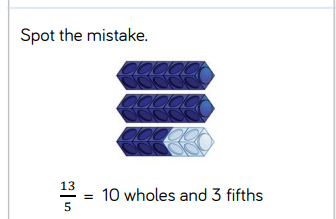 Spot the mistake.
13/5 = 10 wholes and 3 fifths